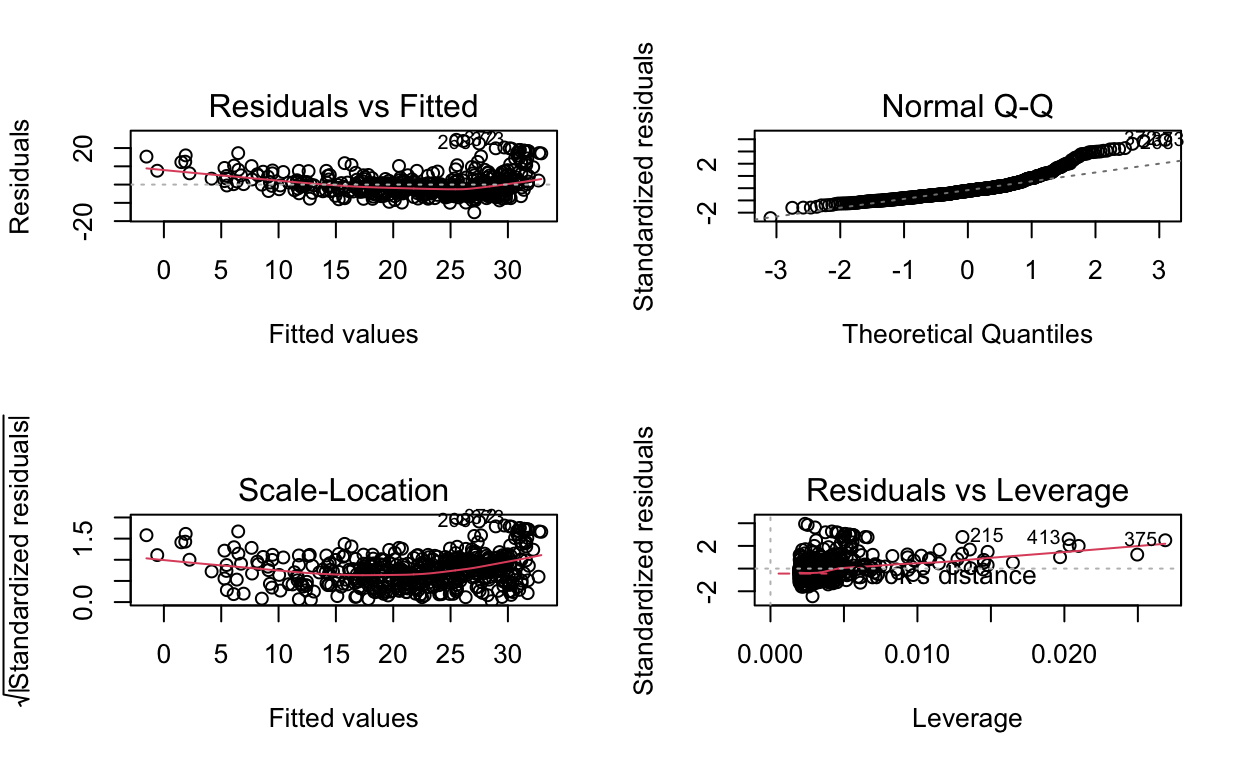 Residuals vs Fitted
Residuals
20
-20
0 5 10 15 20 25 30
Fitted values
Normal Q-Q
Standardized residuals
2
-2
-3 -2 -1 0 1 2 3
Theoretical Quantiles
Scale-Location
√|Standardized residuals|
1.5
0.0
0 5 10 15 20 25 30
Fitted values
Residuals vs Leverage
Standardized residuals
2
-2
215
413
375
distance
0.000 0.010 0.020
Leverage